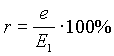 r = e / E₁ · 100%